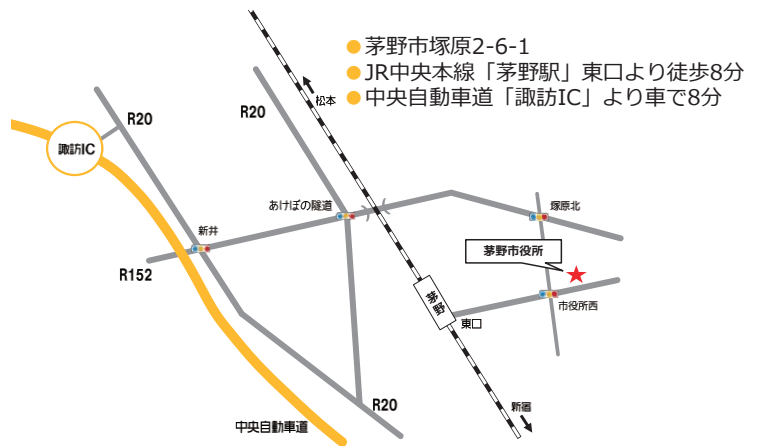 ● 茅野市塚原2-6-1
● JR中央本線「茅野駅」東口より徒歩8分
● 中央自動車道「諏訪IC」より車で8分
松本
R20
R20
諏訪IC
あけぼの隧道
塚原北
新井
茅野市役所
R152
茅野
市役所西
東口
R20
新宿
中央自動車道